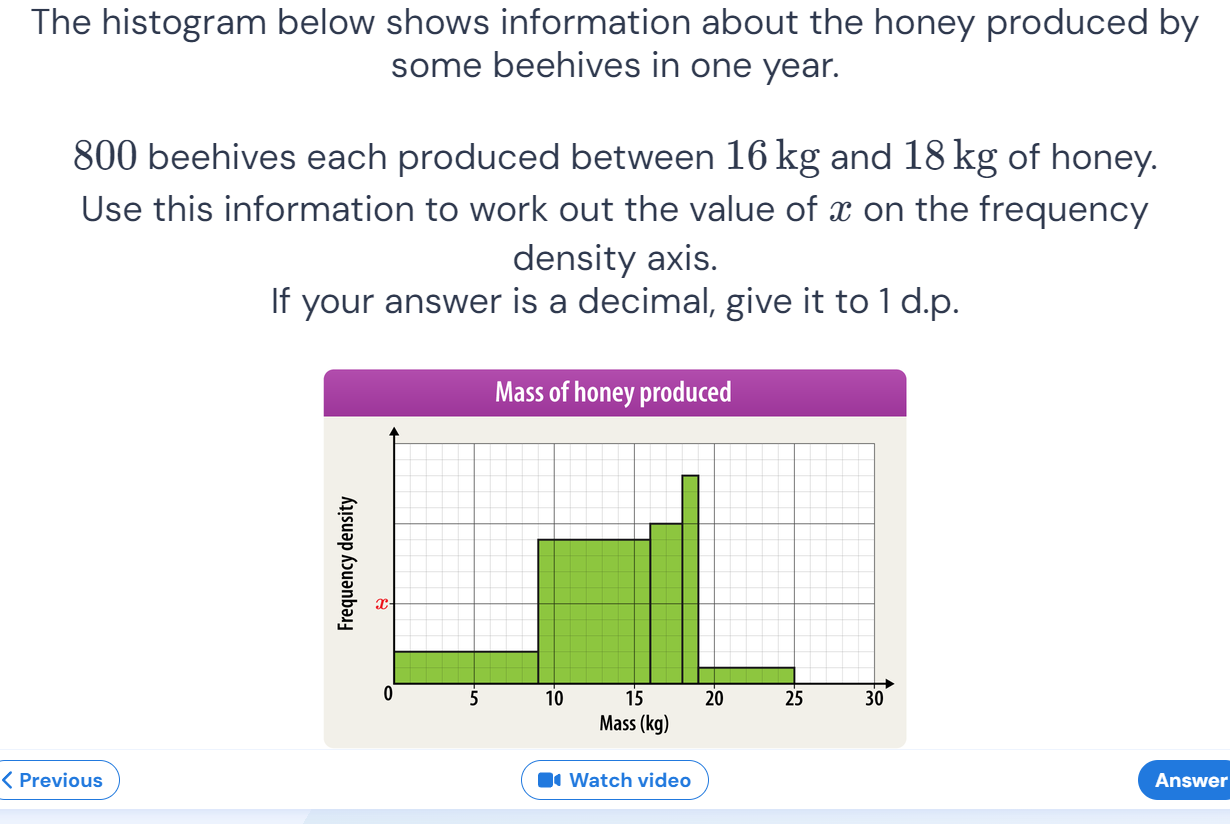 The histogram below shows information about the honey produced by
some beehives in one year.
800 beehives each produced between 16 kg and 18 kg of honey.
Use this information to work out the value of x on the frequency
density axis.
If your answer is a decimal, give it to 1 d.p.
Mass of honey produced
Frequency density
x
0 5 10 15 20 25 30
Mass (kg)
Previous
Watch video
Answer